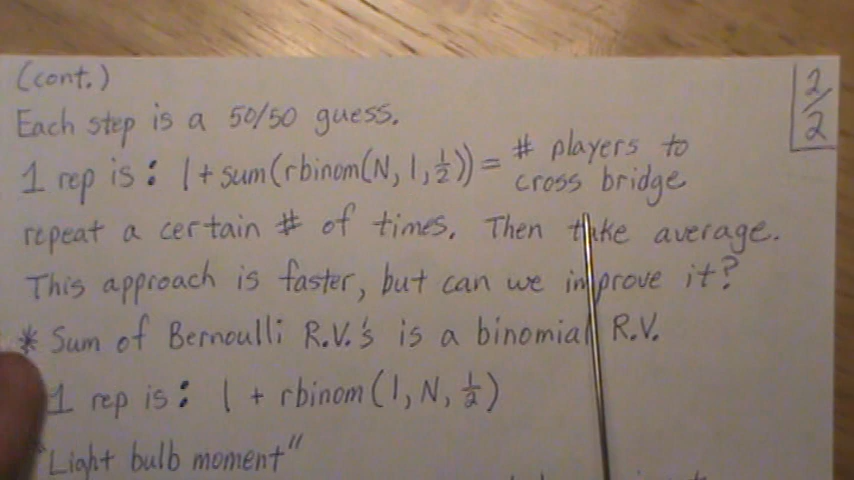 (cont.)
2/2
Each step is a 50/50 guess.
1 rep is: 1 + sum(rbinom(N, 1, 1/2)) = # players to cross bridge
repeat a certain # of times. Then take average.
This approach is faster, but can we improve it?
* Sum of Bernoulli R.V.'s is a binomial R.V.
1 rep is: 1 + rbinom(1, N, 1/2)
"Light bulb moment"